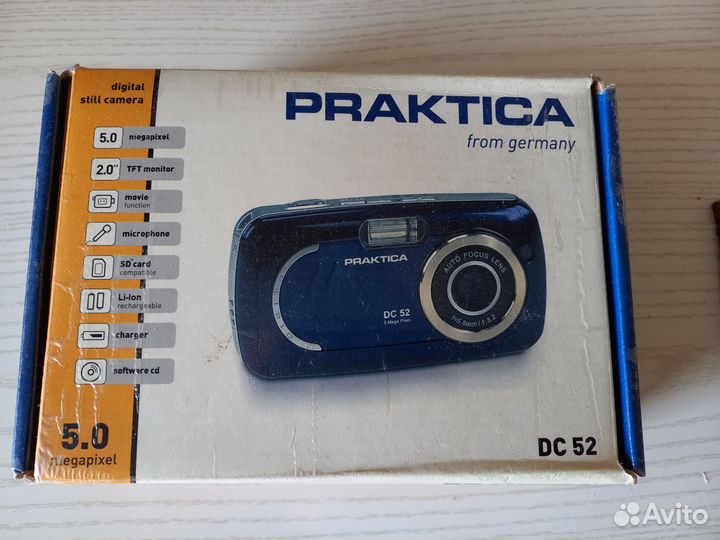 digital
still camera
5.0 megapixel
2.0" TFT monitor
movie
function
microphone
SD card
compatible
Li-Ion
rechargeable
charger
software cd
5.0
megapixel
PRAKTICA
from germany
PRAKTICA
DC 52
5 Mega Pixel
AUTO FOCUS LENS
DC 52
Avito